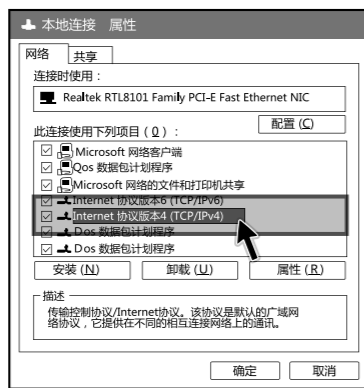 本地连接 属性
网络 共享
连接时使用：
Realtek RTL8101 Family PCI-E Fast Ethernet NIC
配置 (C)
此连接使用下列项目 ( 0 ) ：
Microsoft 网络客户端
Qos 数据包计划程序
Microsoft 网络的文件和打印机共享
Internet 协议版本6 (TCP/IPv6)
Internet 协议版本4 (TCP/IPv4)
Dos 数据包计划程序
Dos 数据包计划程序
安装 (N) 卸载 (U) 属性 (R)
描述
传输控制协议/Internet协议。该协议是默认的广域网
络协议，它提供在不同的相互连接网络上的通讯。
确定 取消